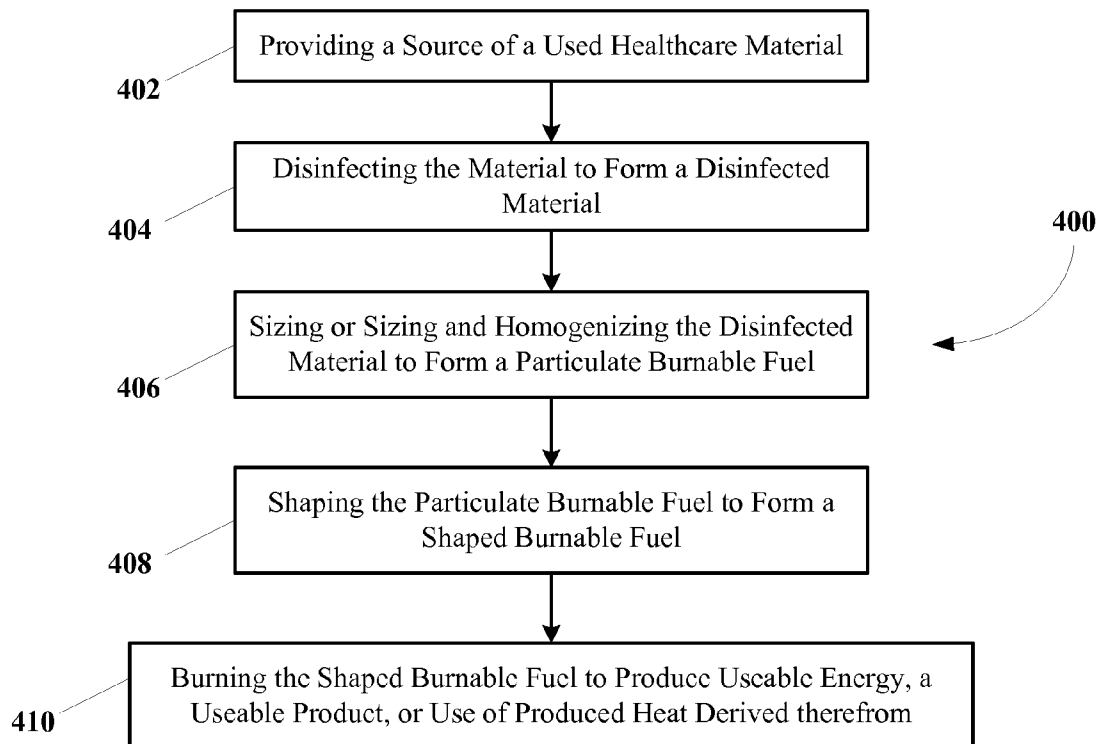 Providing a Source of a Used Healthcare Material
402
Disinfecting the Material to Form a Disinfected
Material
404
400
Sizing or Sizing and Homogenizing the Disinfected
Material to Form a Particulate Burnable Fuel
406
Shaping the Particulate Burnable Fuel to Form a
Shaped Burnable Fuel
408
Burning the Shaped Burnable Fuel to Produce Useable Energy, a
Useable Product, or Use of Produced Heat Derived therefrom
410